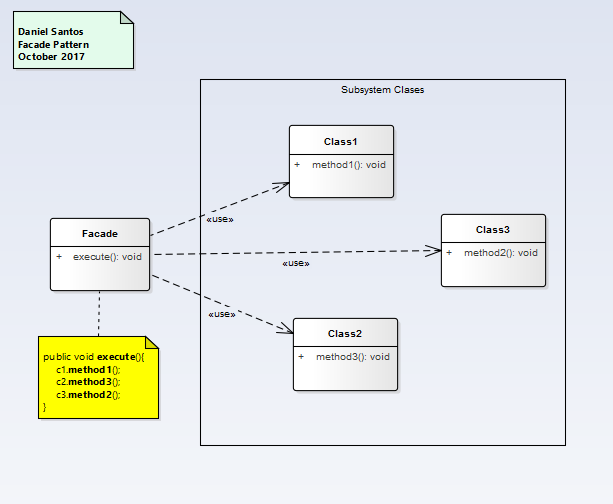 Daniel Santos
Facade Pattern
October 2017
Subsystem Clases
Class1
+ method1(): void
«use»
Facade
+ execute(): void
Class3
+ method2(): void
«use»
«use»
Class2
+ method3(): void
public void execute(){
c1.method1();
c2.method3();
c3.method2();
}